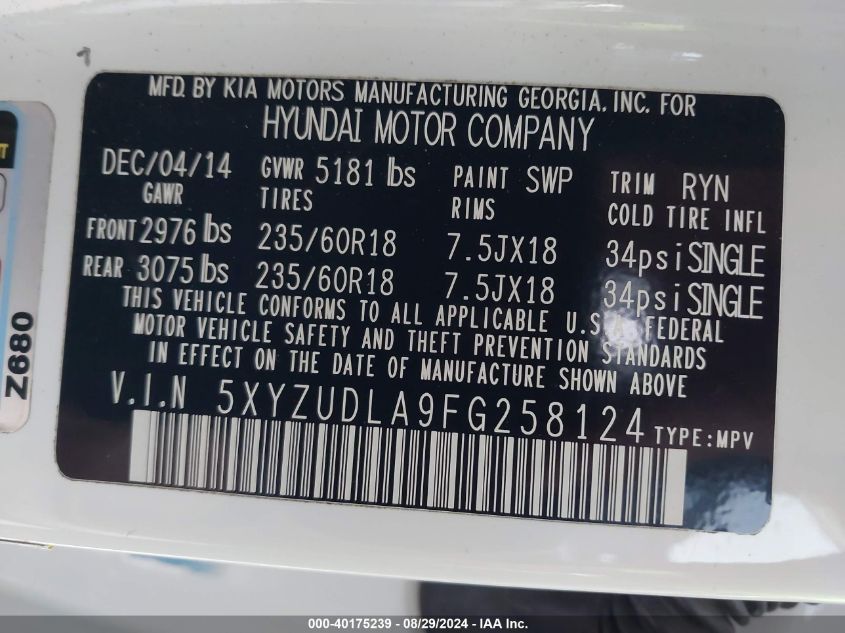 MFD. BY KIA MOTORS MANUFACTURING GEORGIA, INC. FOR
HYUNDAI MOTOR COMPANY
DEC/04/14 GVWR 5181 lbs PAINT SWP TRIM RYN
GAWR TIRES RIMS COLD TIRE INFL
FRONT 2976 lbs 235/60R18 7.5JX18 34psi SINGLE
REAR 3075 lbs 235/60R18 7.5JX18 34psi SINGLE
THIS VEHICLE CONFORMS TO ALL APPLICABLE U.S.A. FEDERAL
MOTOR VEHICLE SAFETY AND THEFT PREVENTION STANDARDS
IN EFFECT ON THE DATE OF MANUFACTURE SHOWN ABOVE
V.I.N 5XYZUDLA9FG258124 TYPE:MPV
Z680
000-40175239 - 08/29/2024 - IAA Inc.